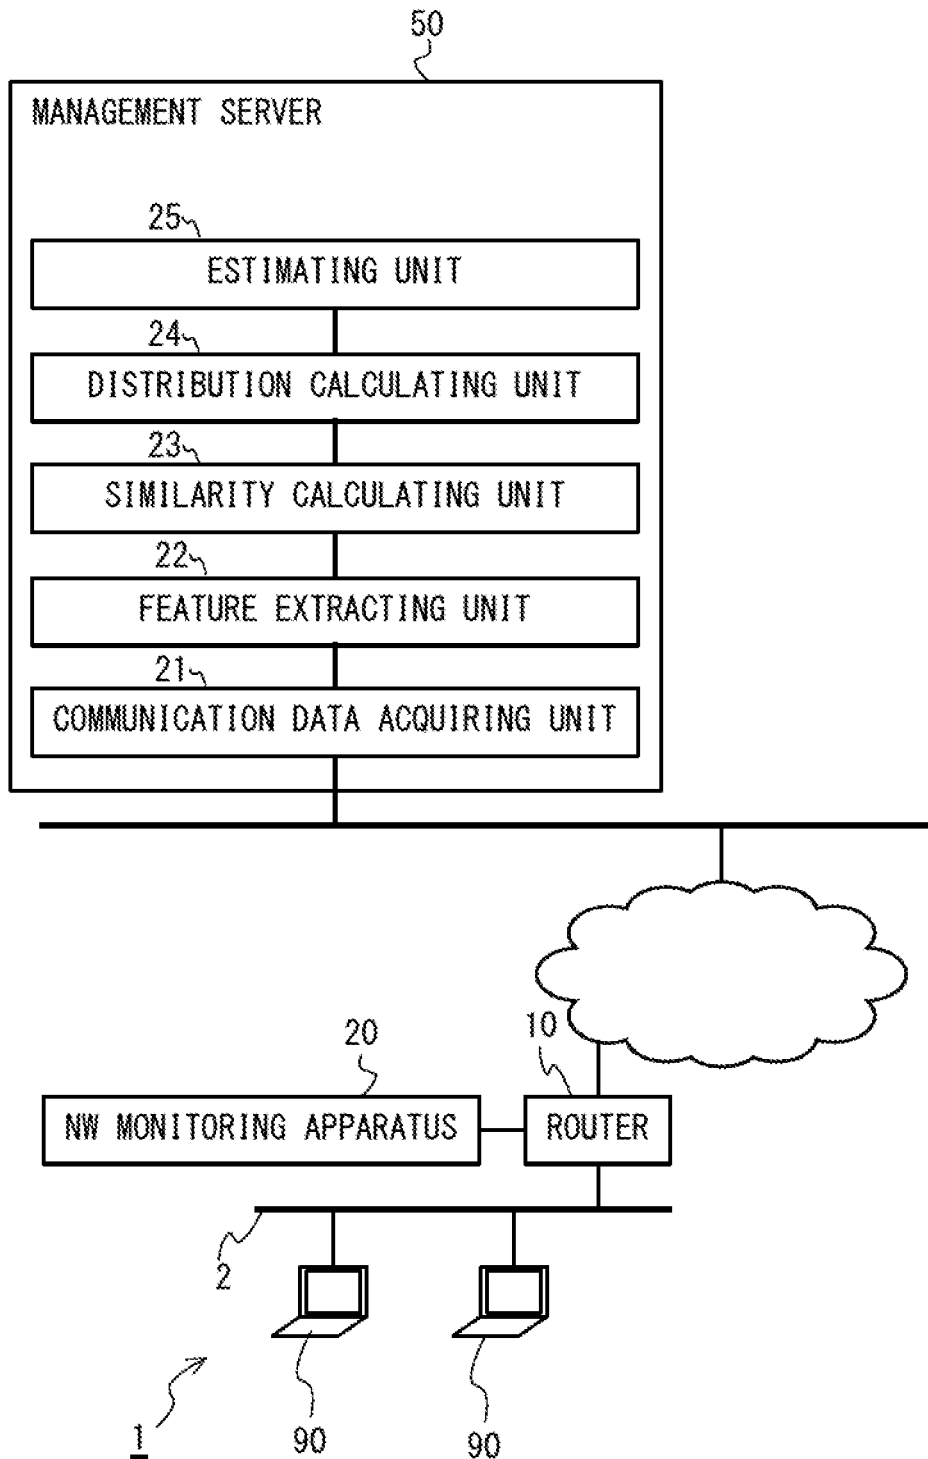 50
MANAGEMENT SERVER
25
ESTIMATING UNIT
24
DISTRIBUTION CALCULATING UNIT
23
SIMILARITY CALCULATING UNIT
22
FEATURE EXTRACTING UNIT
21
COMMUNICATION DATA ACQUIRING UNIT
20
10
NW MONITORING APPARATUS
ROUTER
2
1
90
90